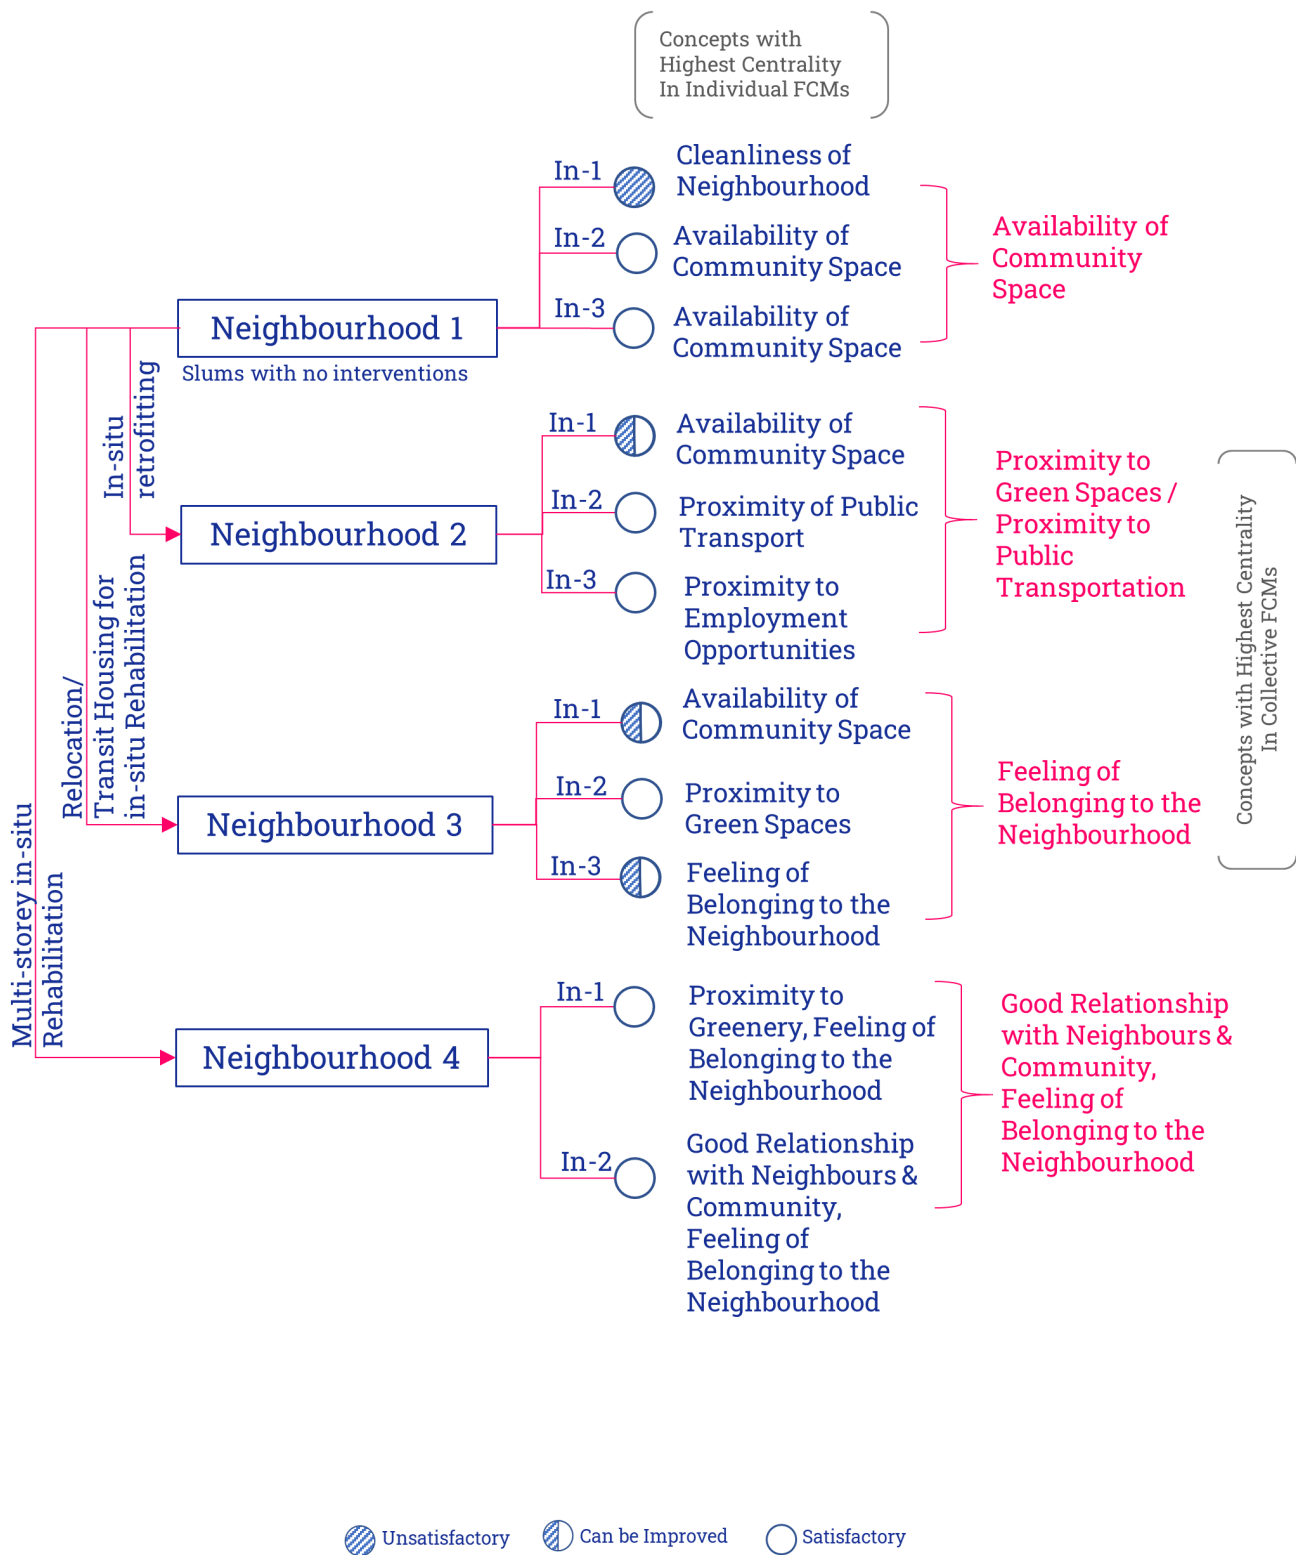 Concepts with
Highest Centrality
In Individual FCMs
In-1
Cleanliness of
Neighbourhood
In-2
Availability of
Community Space
In-3
Availability of
Community Space
Availability of
Community
Space
Neighbourhood 1
Slums with no interventions
In-situ
retrofitting
In-1
Availability of
Community Space
In-2
Proximity of Public
Transport
In-3
Proximity to
Employment
Opportunities
Proximity to
Green Spaces /
Proximity to
Public
Transportation
Neighbourhood 2
Concepts with Highest Centrality
In Collective FCMs
Relocation/
Transit Housing for
in-situ Rehabilitation
In-1
Availability of
Community Space
In-2
Proximity to
Green Spaces
In-3
Feeling of
Belonging to the
Neighbourhood
Feeling of
Belonging to the
Neighbourhood
Neighbourhood 3
Multi-storey in-situ
Rehabilitation
In-1
Proximity to
Greenery, Feeling of
Belonging to the
Neighbourhood
In-2
Good Relationship
with Neighbours &
Community,
Feeling of
Belonging to the
Neighbourhood
Good Relationship
with Neighbours &
Community,
Feeling of
Belonging to the
Neighbourhood
Neighbourhood 4
Unsatisfactory
Can be Improved
Satisfactory